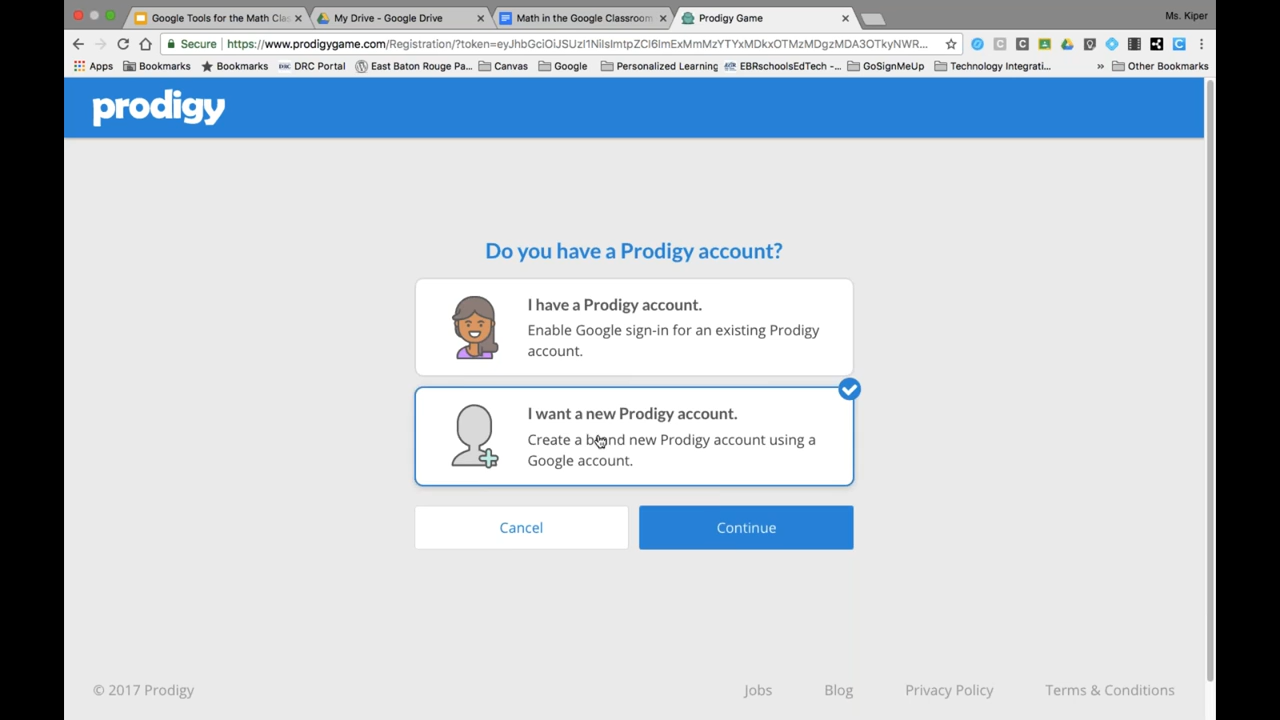 Google Tools for the Math Clas
My Drive - Google Drive
Math in the Google Classroom
Prodigy Game
Ms. Kiper
Secure
https://www.prodigygame.com/Registration/?token=eyJhbGciOiJSUzI1NiIsImtpZCI6ImExMmMzYTYxMDkxOTMzMDgzMDA3OTkyNWR...
Apps
Bookmarks
Bookmarks
DRC Portal
East Baton Rouge Pa...
Canvas
Google
Personalized Learning
EBRschoolsEdTech -...
GoSignMeUp
Technology Integrati...
»
Other Bookmarks
prodigy
Do you have a Prodigy account?
I have a Prodigy account.
Enable Google sign-in for an existing Prodigy
account.
I want a new Prodigy account.
Create a brand new Prodigy account using a
Google account.
Cancel
Continue
© 2017 Prodigy
Jobs
Blog
Privacy Policy
Terms & Conditions